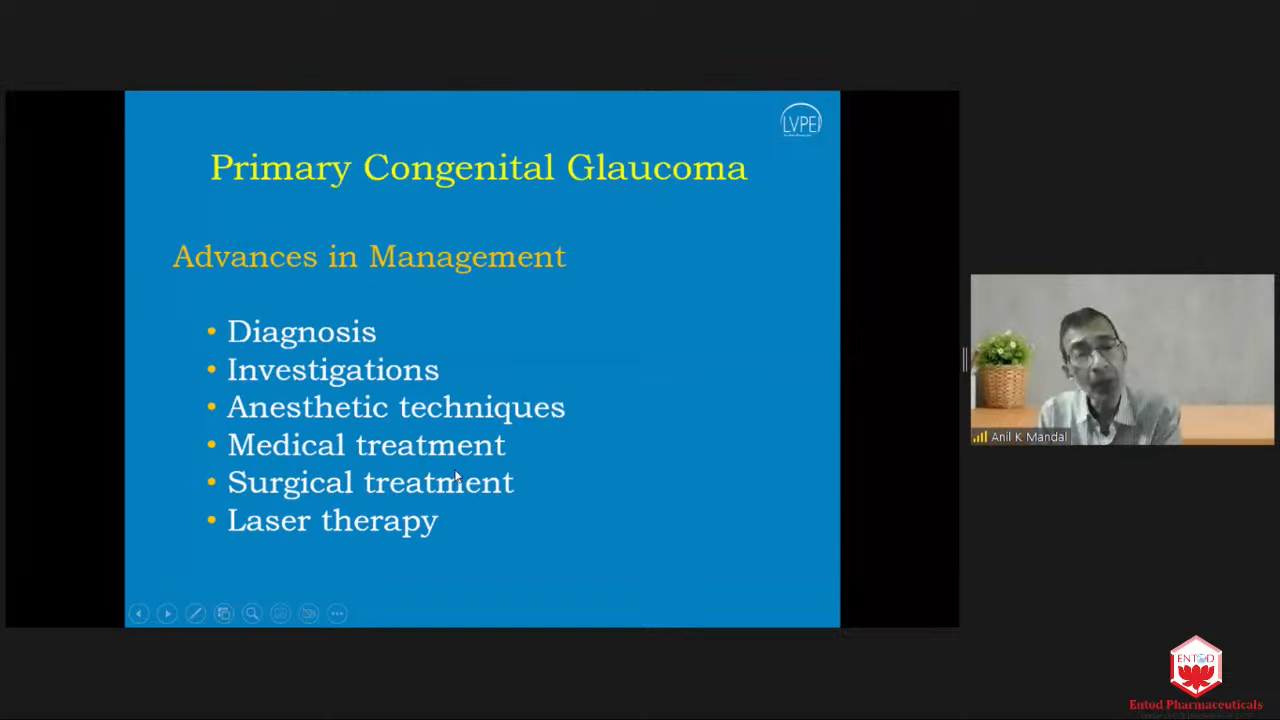 LVPEI
Primary Congenital Glaucoma
Advances in Management
• Diagnosis
• Investigations
• Anesthetic techniques
• Medical treatment
• Surgical treatment
• Laser therapy
Anil K Mandal
ENTOD
Entod Pharmaceuticals